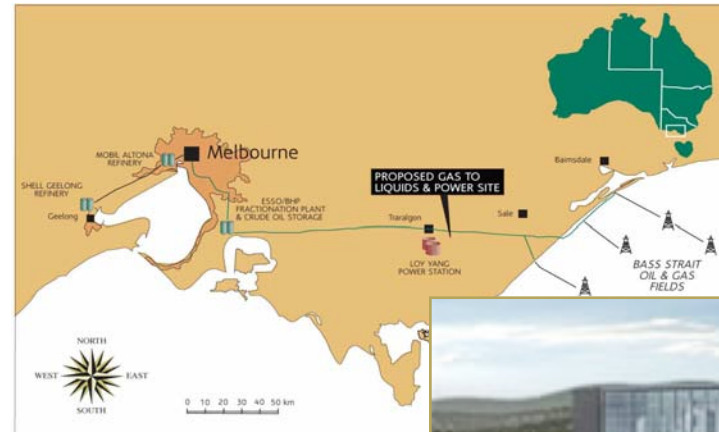 MOBIL ALTONA
REFINERY
Melbourne
SHELL GEELONG
REFINERY
Geelong
ESSO/BHP
FRACTIONATION PLANT
& CRUDE OIL STORAGE
PROPOSED GAS TO
LIQUIDS & POWER SITE
Traralgon
LOY YANG
POWER STATION
Sale
Bairnsdale
BASS STRAIT
OIL & GAS
FIELDS
NORTH
WEST
EAST
SOUTH
0 10 20 30 40 50 km